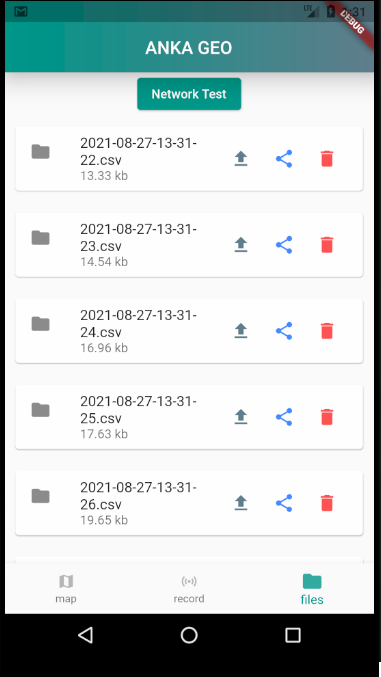 LTE
4:31
DEBUG
ANKA GEO
Network Test
2021-08-27-13-31-
22.csv
13.33 kb
2021-08-27-13-31-
23.csv
14.54 kb
2021-08-27-13-31-
24.csv
16.96 kb
2021-08-27-13-31-
25.csv
17.63 kb
2021-08-27-13-31-
26.csv
19.65 kb
map
record
files